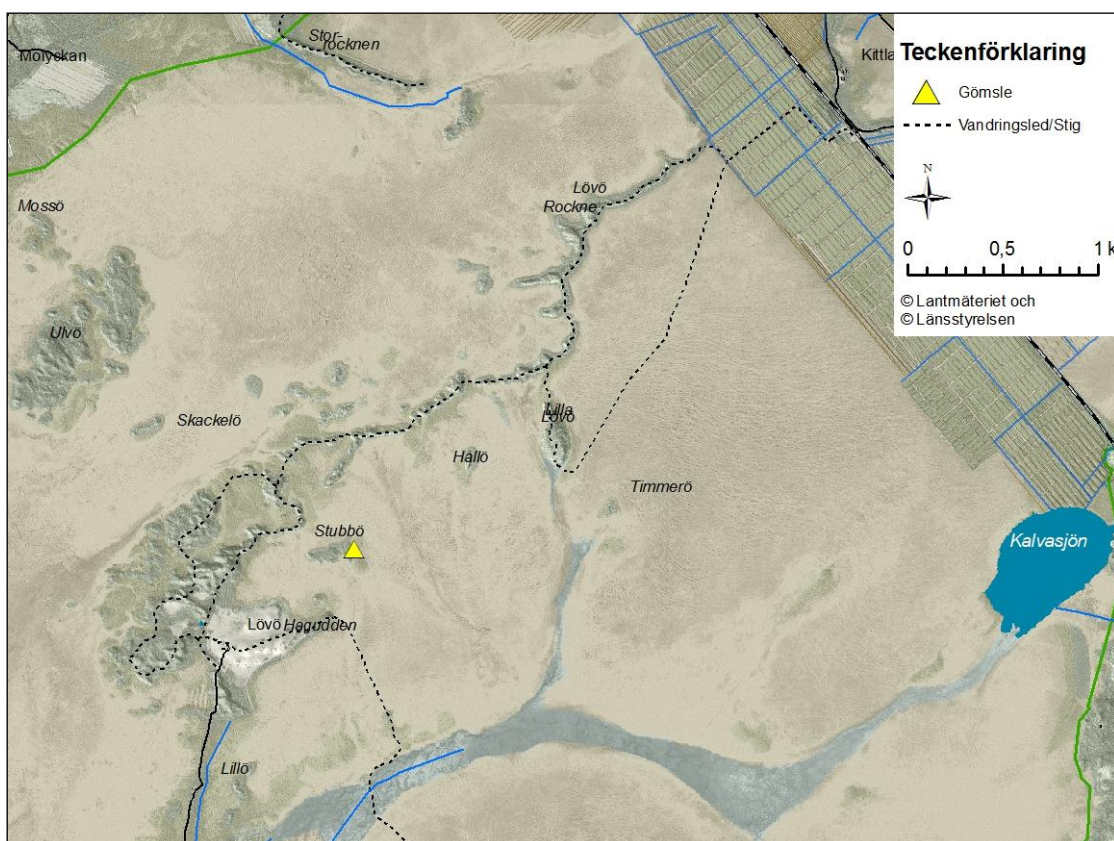 Stor-
rocknen
Molyskan
Kittla
Teckenförklaring
Gömsle
Vandringsled/Stig
N
0 0,5 1 k
© Lantmäteriet och
© Länsstyrelsen
Mossö
Lövö
Rockne
Ulvö
Skackelö
Lilla
Lövö
Hallö
Timmerö
Stubbö
Kalvasjön
Lövö
Hagudden
Lillö